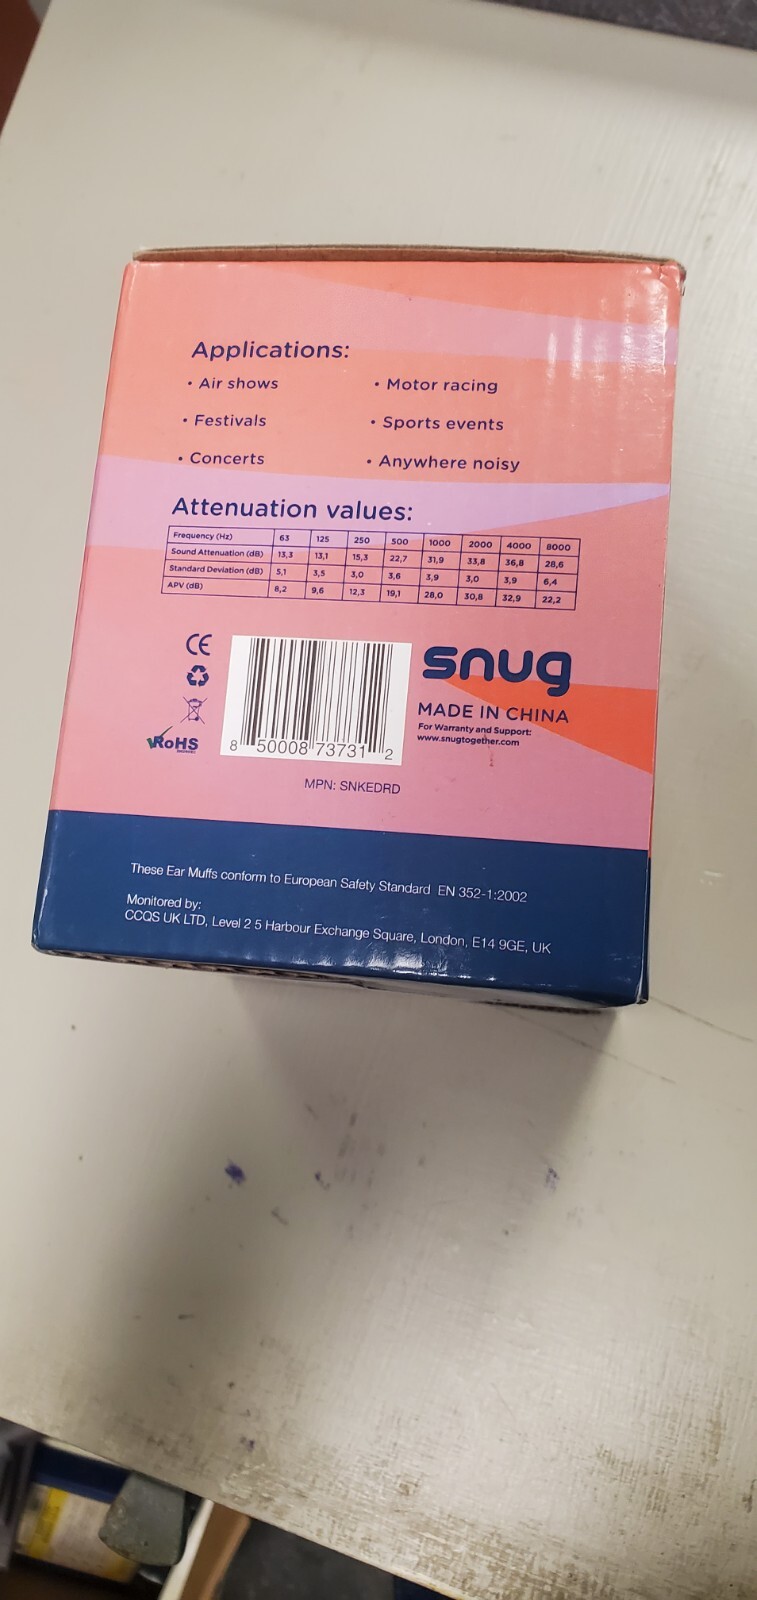 Applications:
• Air shows • Motor racing
• Festivals • Sports events
• Concerts • Anywhere noisy
Attenuation values:
Frequency (Hz) 63 125 250 500 1000 2000 4000 8000
Sound Attenuation (dB) 13,3 13,1 15,3 22,7 31,9 33,8 36,8 28,6
Standard Deviation (dB) 5,1 3,5 3,0 3,6 3,9 3,0 3,9 6,4
APV (dB) 8,2 9,6 12,3 19,1 28,0 30,8 32,9 22,2
CE
RoHS
8 50008 73731 2
snug
MADE IN CHINA
For Warranty and Support:
www.snugtogether.com
MPN: SNKEDRD
These Ear Muffs conform to European Safety Standard EN 352-1:2002
Monitored by:
CCQS UK LTD, Level 2 5 Harbour Exchange Square, London, E14 9GE, UK